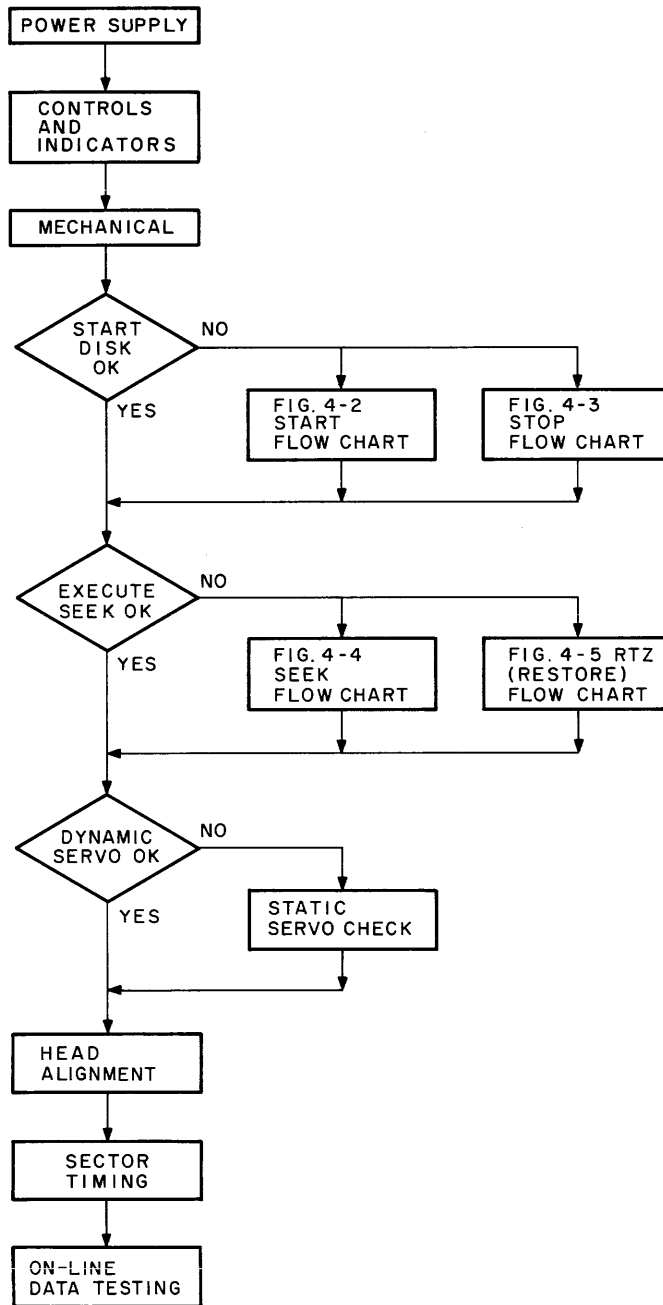 POWER SUPPLY
CONTROLS
AND
INDICATORS
MECHANICAL
START
DISK
OK
NO
YES
FIG. 4-2
START
FLOW CHART
FIG. 4-3
STOP
FLOW CHART
EXECUTE
SEEK OK
NO
YES
FIG. 4-4
SEEK
FLOW CHART
FIG. 4-5 RTZ
(RESTORE)
FLOW CHART
DYNAMIC
SERVO OK
NO
YES
STATIC
SERVO CHECK
HEAD
ALIGNMENT
SECTOR
TIMING
ON-LINE
DATA TESTING